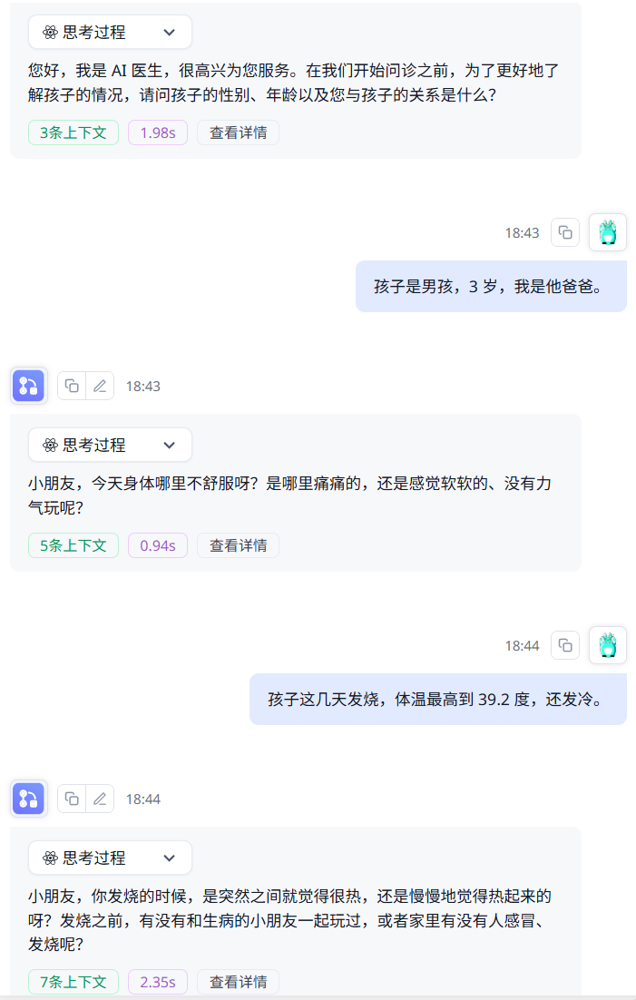 思考过程
您好，我是 AI 医生，很高兴为您服务。在我们开始问诊之前，为了更好地了
解孩子的情况，请问孩子的性别、年龄以及您与孩子的关系是什么？
3条上下文 1.98s 查看详情
18:43
孩子是男孩，3 岁，我是他爸爸。
18:43
思考过程
小朋友，今天身体哪里不舒服呀？是哪里痛痛的，还是感觉软软的、没有力
气玩呢？
5条上下文 0.94s 查看详情
18:44
孩子这几天发烧，体温最高到 39.2 度，还发冷。
18:44
思考过程
小朋友，你发烧的时候，是突然之间就觉得很热，还是慢慢地觉得热起来的
呀？发烧之前，有没有和生病的小朋友一起玩过，或者家里有没有人感冒、
发烧呢？
7条上下文 2.35s 查看详情